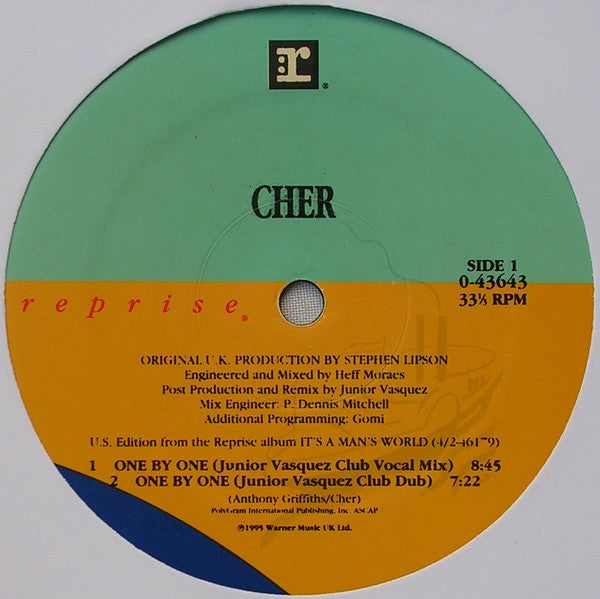 :r
®
CHER
SIDE 1
0-43643
33⅓ RPM
reprise®
ORIGINAL U.K. PRODUCTION BY STEPHEN LIPSON
Engineered and Mixed by Heff Moraes
Post Production and Remix by Junior Vasquez
Mix Engineer: P. Dennis Mitchell
Additional Programming: Gomi
U.S. Edition from the Reprise album IT'S A MAN'S WORLD (4/2-46179)
1 ONE BY ONE (Junior Vasquez Club Vocal Mix) 8:45
2 ONE BY ONE (Junior Vasquez Club Dub) 7:22
(Anthony Griffiths/Cher)
PolyGram International Publishing, Inc. ASCAP
℗1995 Warner Music UK Ltd.